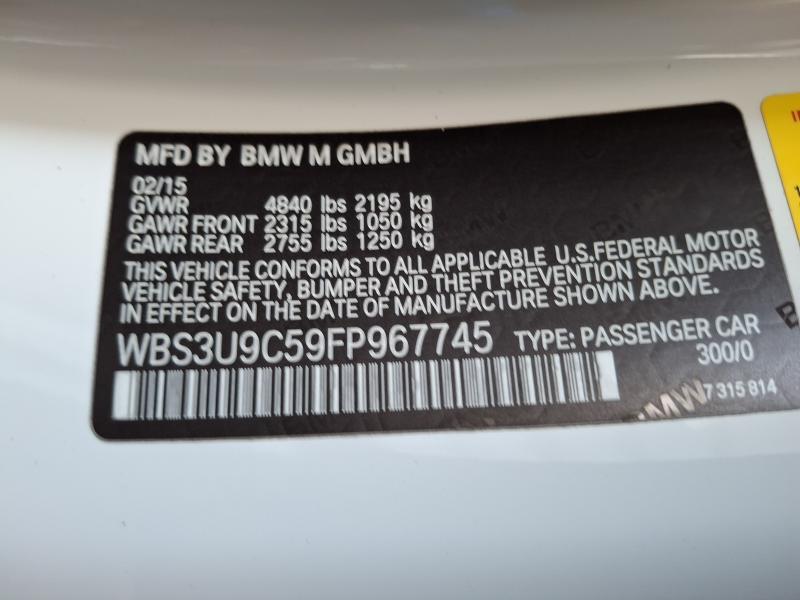 MFD BY BMW M GMBH
02/15
GVWR 4840 lbs 2195 kg
GAWR FRONT 2315 lbs 1050 kg
GAWR REAR 2755 lbs 1250 kg
THIS VEHICLE CONFORMS TO ALL APPLICABLE U.S.FEDERAL MOTOR
VEHICLE SAFETY, BUMPER AND THEFT PREVENTION STANDARDS
IN EFFECT ON THE DATE OF MANUFACTURE SHOWN ABOVE.
WBS3U9C59FP967745 TYPE: PASSENGER CAR
300/0
BMW 7 315 814